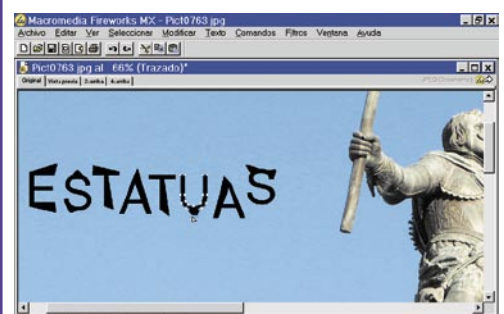 Macromedia Fireworks MX - Pict0763 jpg
Archivo Editar Ver Seleccionar Modificar Texto Comandos Filtros Ventana Ayuda
Pict0763 jpg al 66% (Trazado)*
Original Vista previa 2-arriba 4-arriba
ESTATUAS